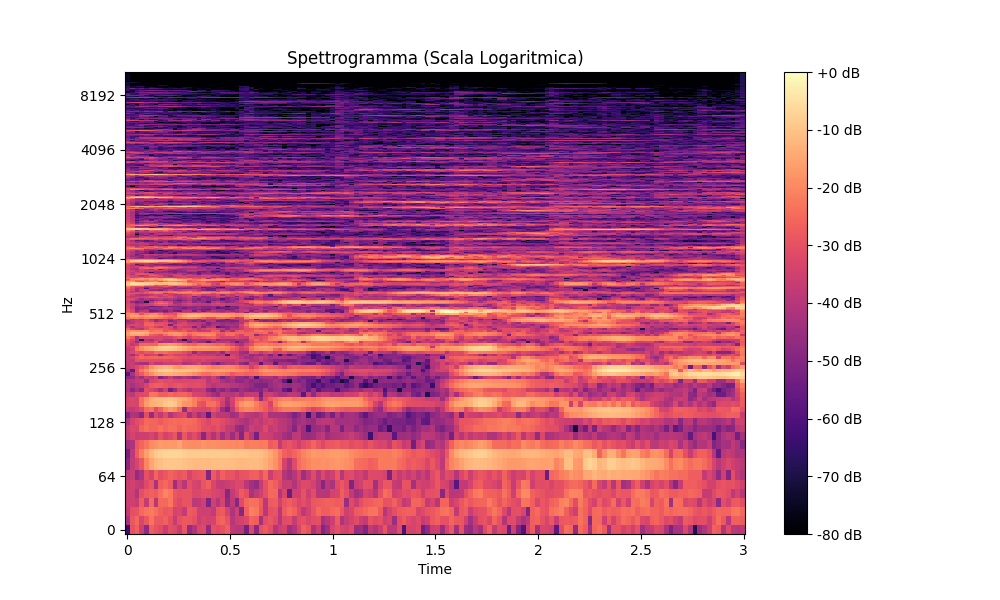 Spettrogramma (Scala Logaritmica)
Hz
8192
4096
2048
1024
512
256
128
64
0
0
0.5
1
1.5
2
2.5
3
Time
+0 dB
-10 dB
-20 dB
-30 dB
-40 dB
-50 dB
-60 dB
-70 dB
-80 dB